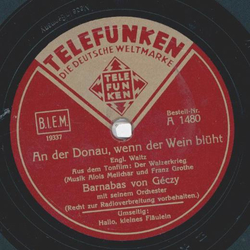 TELEFUNKEN
DIE DEUTSCHE WELTMARKE
TELE
FUN
KEN
B.I.E.M.
19337
Bestell-Nr.
A 1480
An der Donau, wenn der Wein blüht
Engl. Waltz
Aus dem Tonfilm: Der Walzerkrieg
(Musik Alois Melichar und Franz Grothe)
Barnabas von Géczy
mit seinem Orchester
(Recht zur Radioverbreitung vorbehalten.)
Umseitig:
Hallo, kleines Fräulein